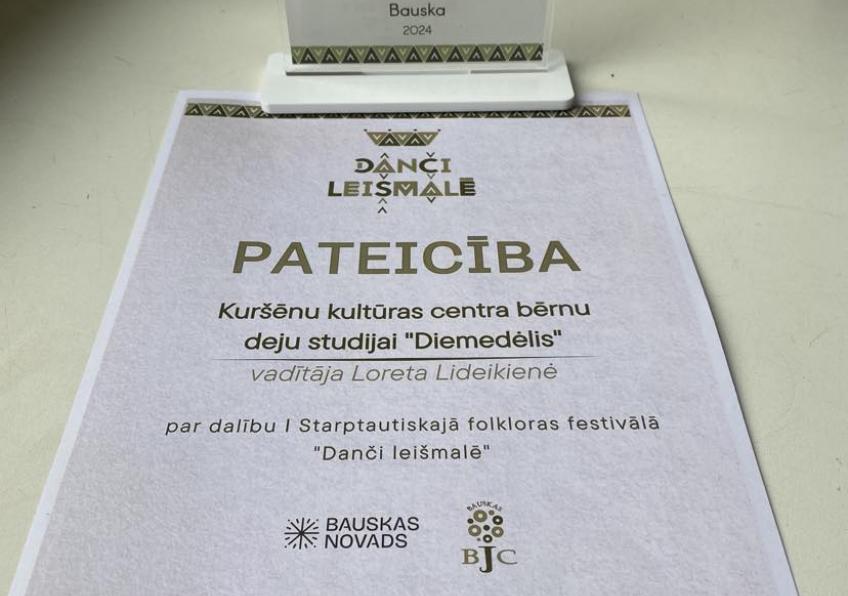 Bauska
2024
DANČI
LEIŠMALĒ
PATEICĪBA
Kuršēnu kultūras centra bērnu
deju studijai "Diemedėlis"
vadītāja Loreta Lideikienė
par dalību I Starptautiskajā folkloras festivālā
"Danči leišmalē"
BAUSKAS
NOVADS
BAUSKAS
BJC